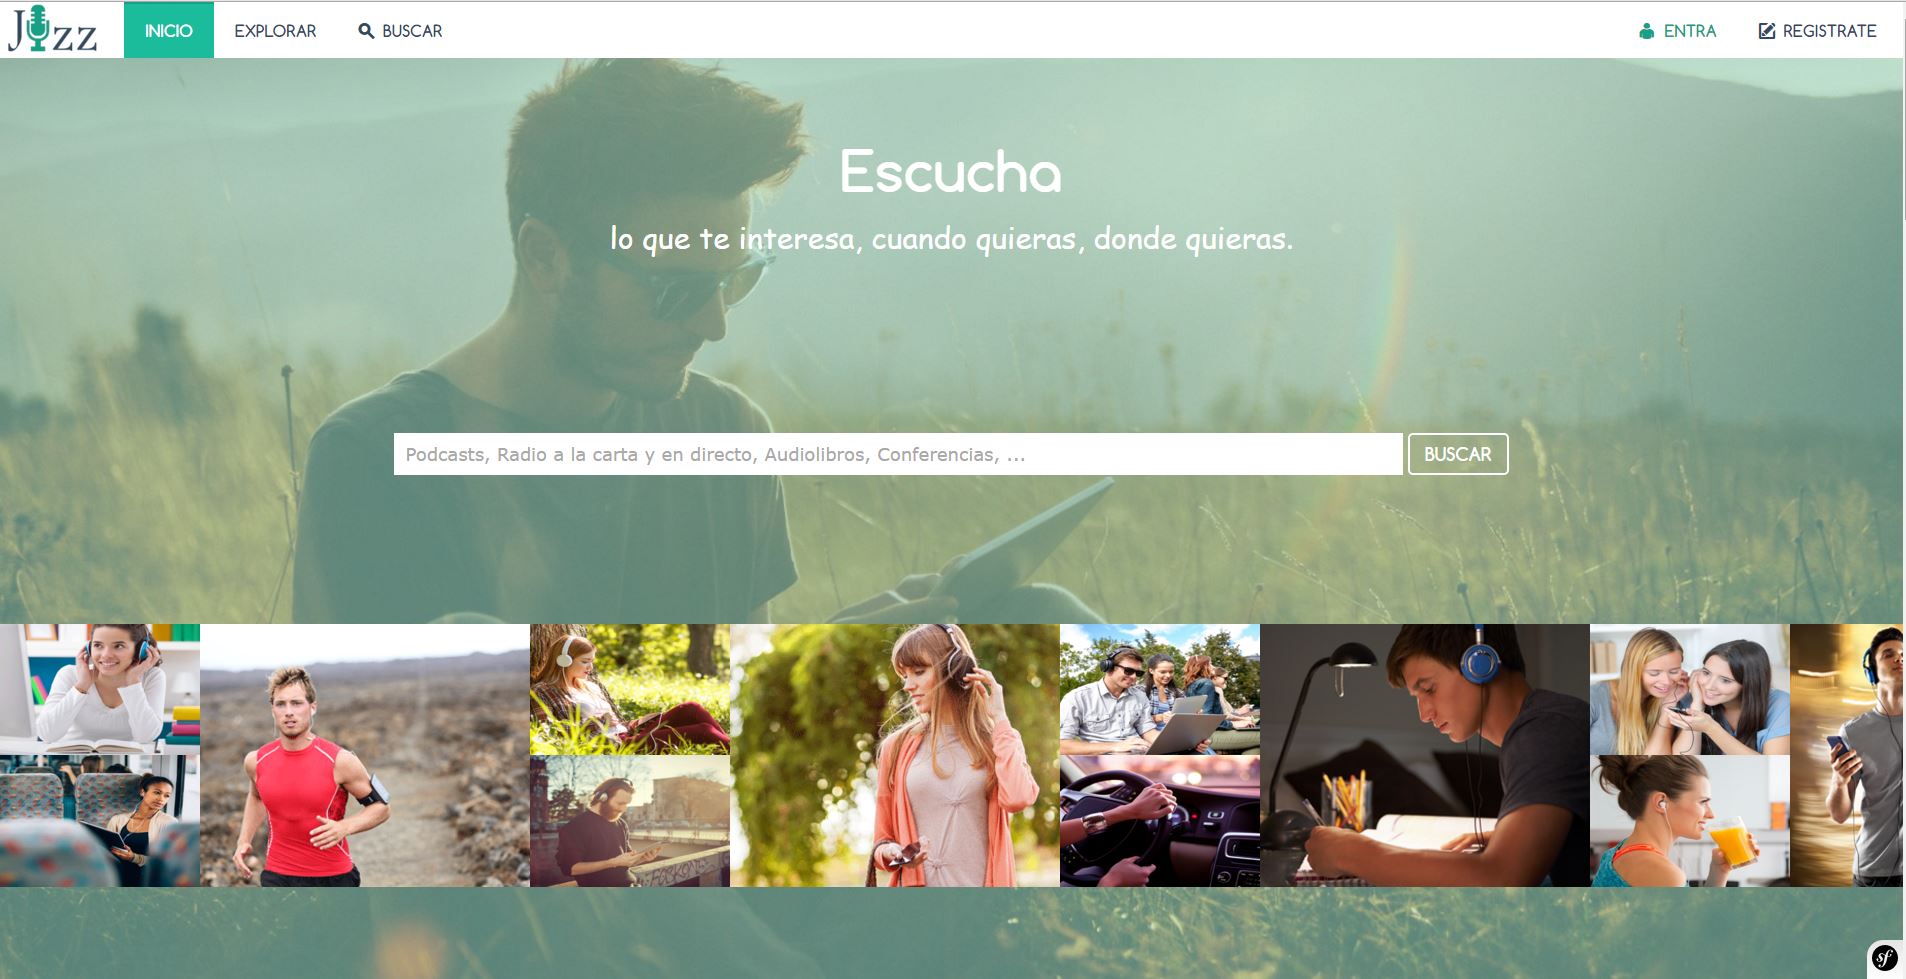 Jizz
INICIO
EXPLORAR
BUSCAR
ENTRA
REGISTRATE
Escucha
lo que te interesa, cuando quieras, donde quieras.
Podcasts, Radio a la carta y en directo, Audiolibros, Conferencias, ...
BUSCAR
sf